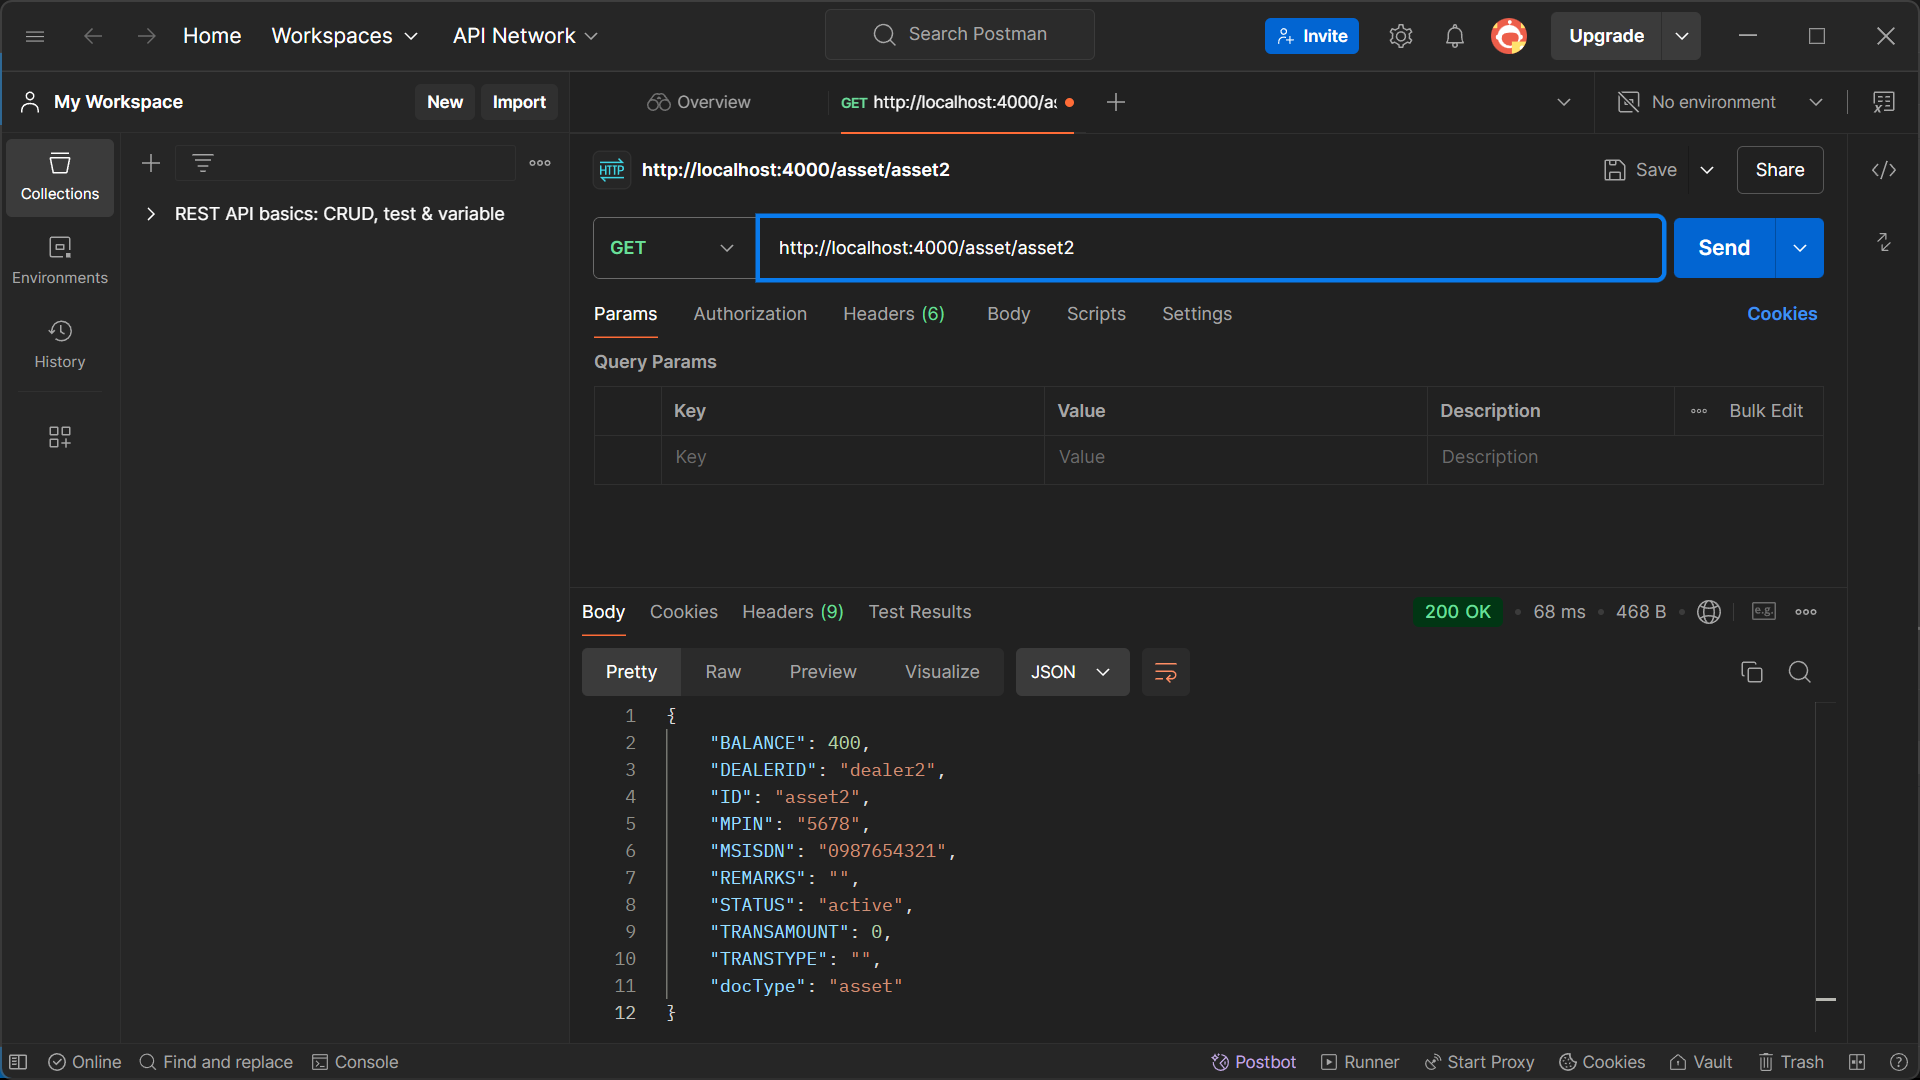 Home Workspaces API Network Search Postman Invite Upgrade
My Workspace New Import Overview GET http://localhost:4000/as No environment
Collections
Environments
History
REST API basics: CRUD, test & variable
HTTP http://localhost:4000/asset/asset2 Save Share
GET http://localhost:4000/asset/asset2 Send
Params Authorization Headers (6) Body Scripts Settings Cookies
Query Params
Key Value Description Bulk Edit
Key Value Description
Body Cookies Headers (9) Test Results 200 OK 68 ms 468 B e.g.
Pretty Raw Preview Visualize JSON
1 {
2 "BALANCE": 400,
3 "DEALERID": "dealer2",
4 "ID": "asset2",
5 "MPIN": "5678",
6 "MSISDN": "0987654321",
7 "REMARKS": "",
8 "STATUS": "active",
9 "TRANSAMOUNT": 0,
10 "TRANSTYPE": "",
11 "docType": "asset"
12 }
Online Find and replace Console Postbot Runner Start Proxy Cookies Vault Trash